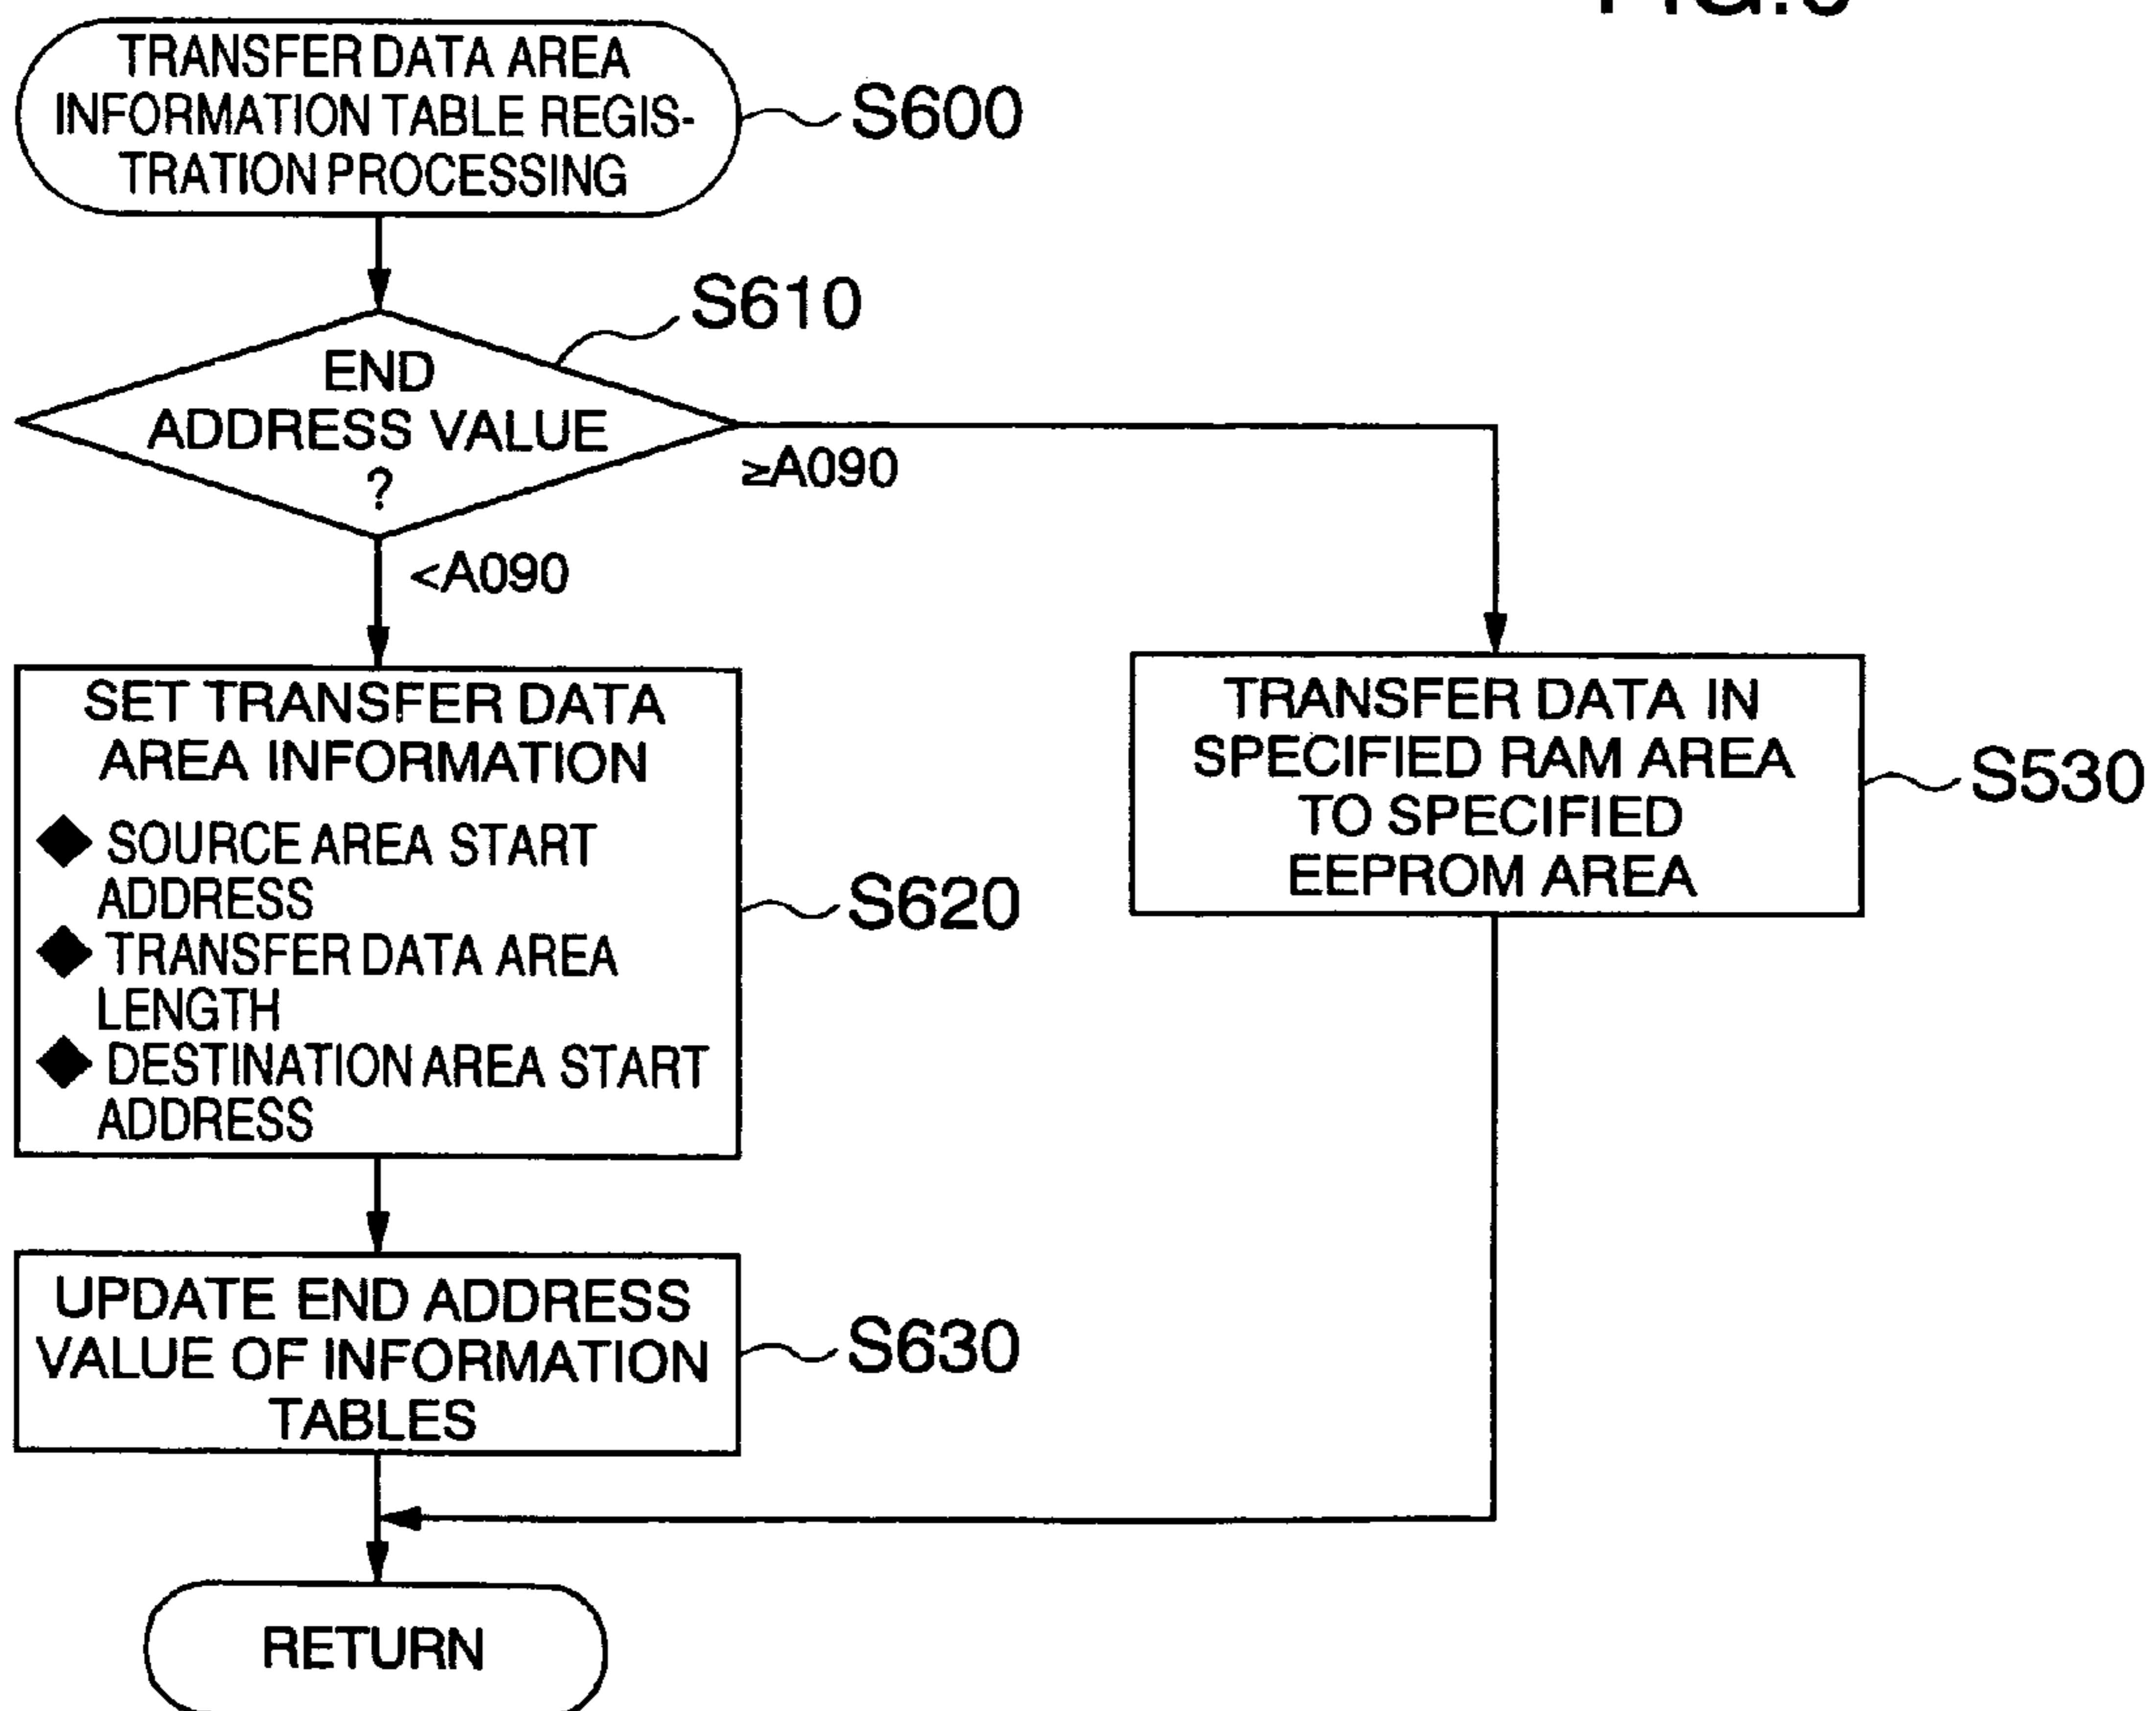 TRANSFER DATA AREA
INFORMATION TABLE REGIS-
TRATION PROCESSING
S600
S610
END
ADDRESS VALUE
?
≥A090
<A090
SET TRANSFER DATA
AREA INFORMATION
◆ SOURCE AREA START
ADDRESS
◆ TRANSFER DATA AREA
LENGTH
◆ DESTINATION AREA START
ADDRESS
S620
TRANSFER DATA IN
SPECIFIED RAM AREA
TO SPECIFIED
EEPROM AREA
S530
UPDATE END ADDRESS
VALUE OF INFORMATION
TABLES
S630
RETURN